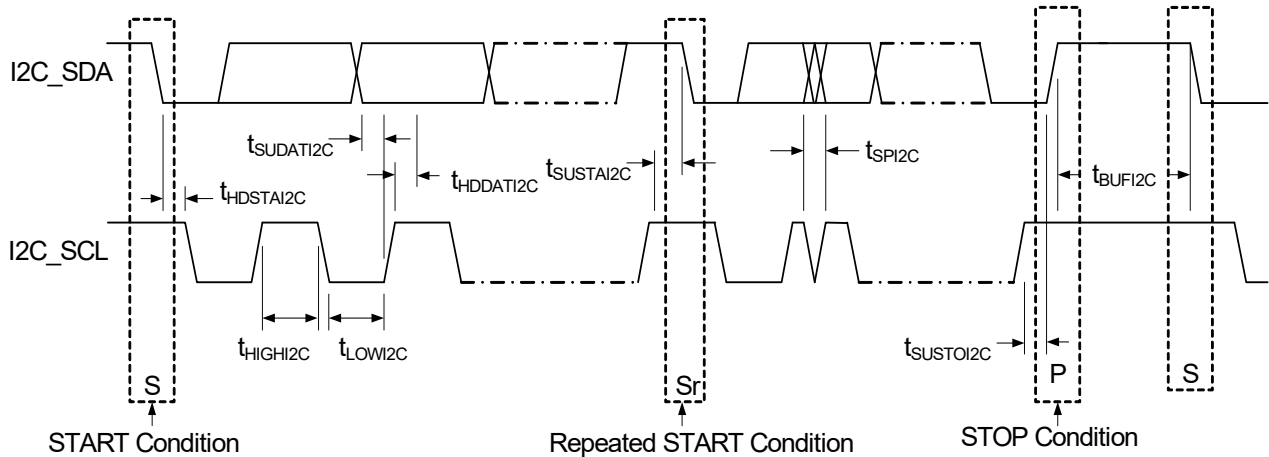 I2C_SDA
tSUDATI2C
tHDSTAI2C
tHDDATI2C
tSUSTAI2C
tSPI2C
tBUFI2C
I2C_SCL
tHIGHI2C
tLOWI2C
tSUSTOI2C
S
Sr
P
S
START Condition
Repeated START Condition
STOP Condition